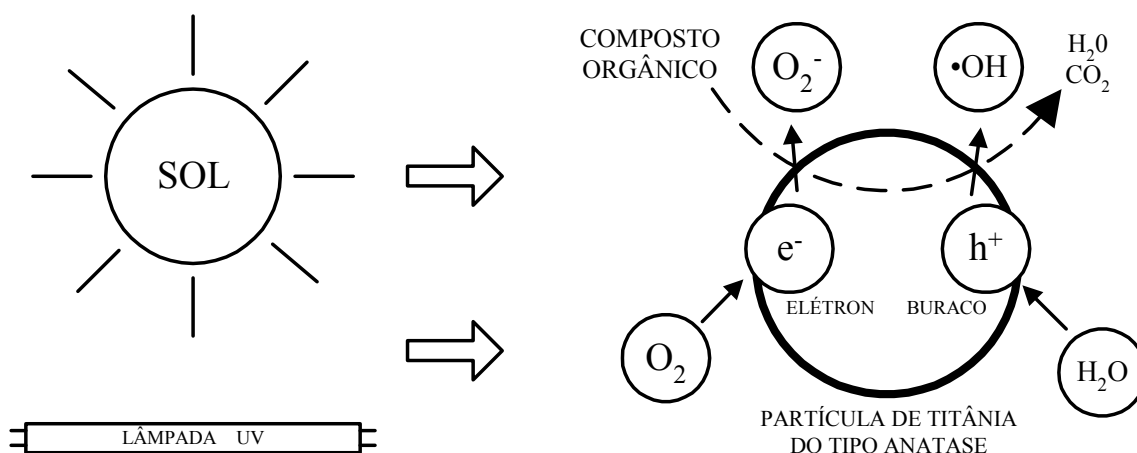 SOL
LÂMPADA UV
COMPOSTO
ORGÂNICO
O₂⁻
•OH
H₂0
CO₂
e⁻
h⁺
ELÉTRON BURACO
O₂
H₂O
PARTÍCULA DE TITÂNIA
DO TIPO ANATASE